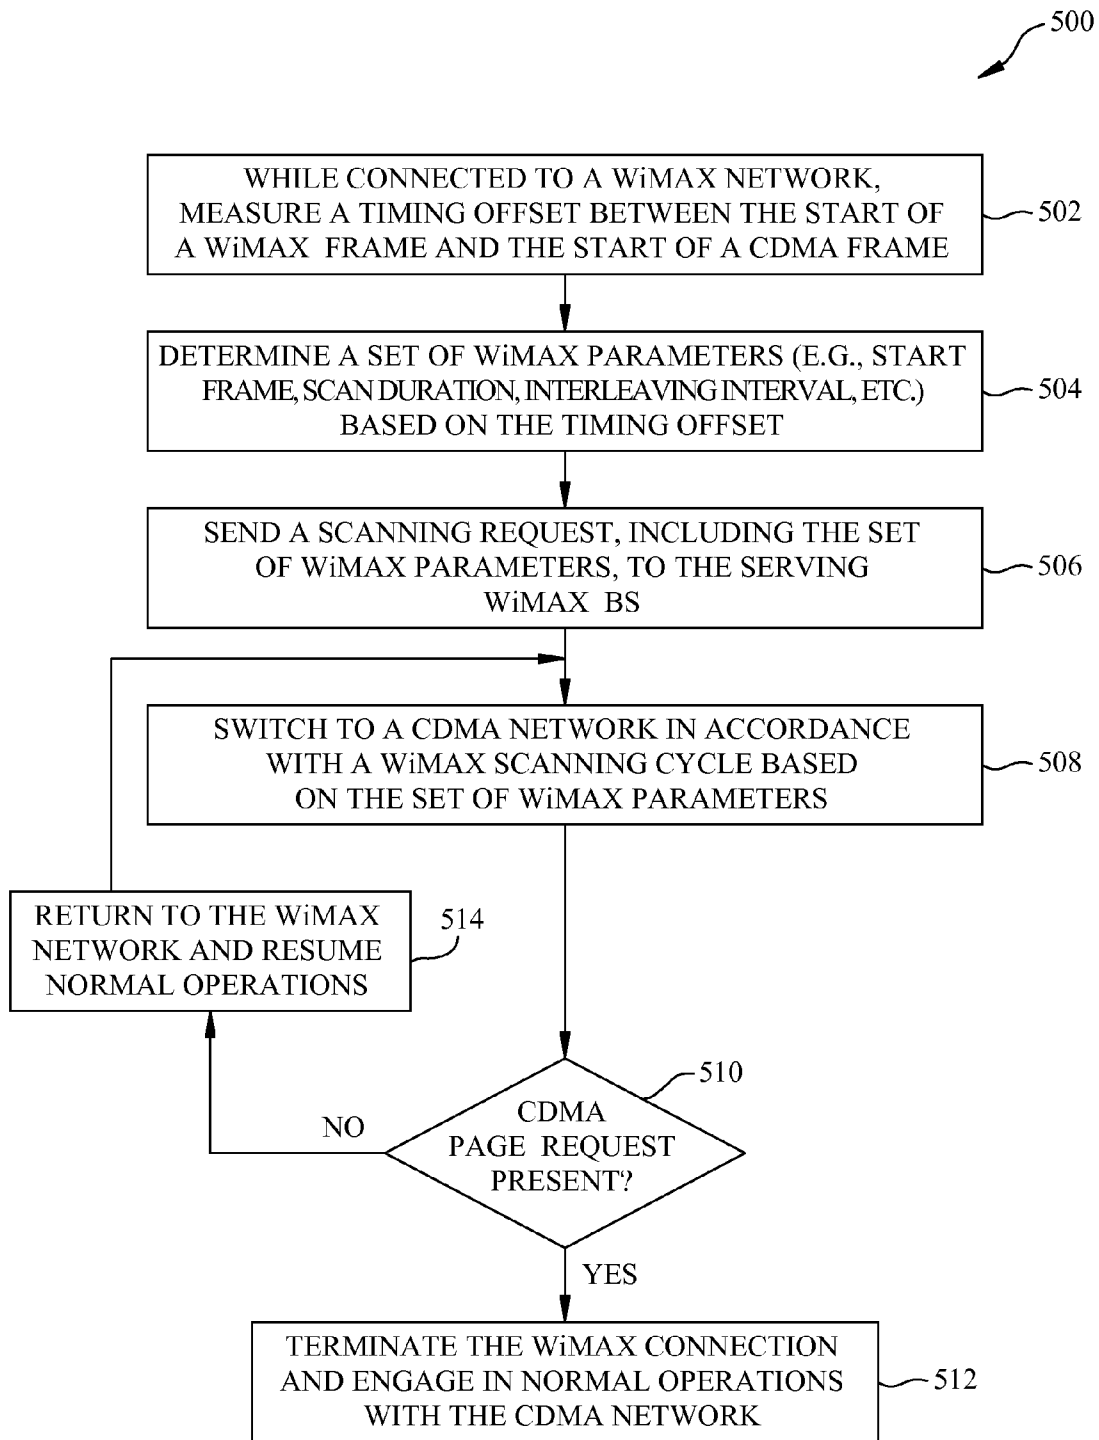 500
WHILE CONNECTED TO A WiMAX NETWORK,
MEASURE A TIMING OFFSET BETWEEN THE START OF
A WiMAX FRAME AND THE START OF A CDMA FRAME
502
DETERMINE A SET OF WiMAX PARAMETERS (E.G., START
FRAME, SCAN DURATION, INTERLEAVING INTERVAL, ETC.)
BASED ON THE TIMING OFFSET
504
SEND A SCANNING REQUEST, INCLUDING THE SET
OF WiMAX PARAMETERS, TO THE SERVING
WiMAX BS
506
SWITCH TO A CDMA NETWORK IN ACCORDANCE
WITH A WiMAX SCANNING CYCLE BASED
ON THE SET OF WiMAX PARAMETERS
508
RETURN TO THE WiMAX
NETWORK AND RESUME
NORMAL OPERATIONS
514
510
CDMA
PAGE REQUEST
PRESENT?
NO
YES
TERMINATE THE WiMAX CONNECTION
AND ENGAGE IN NORMAL OPERATIONS
WITH THE CDMA NETWORK
512